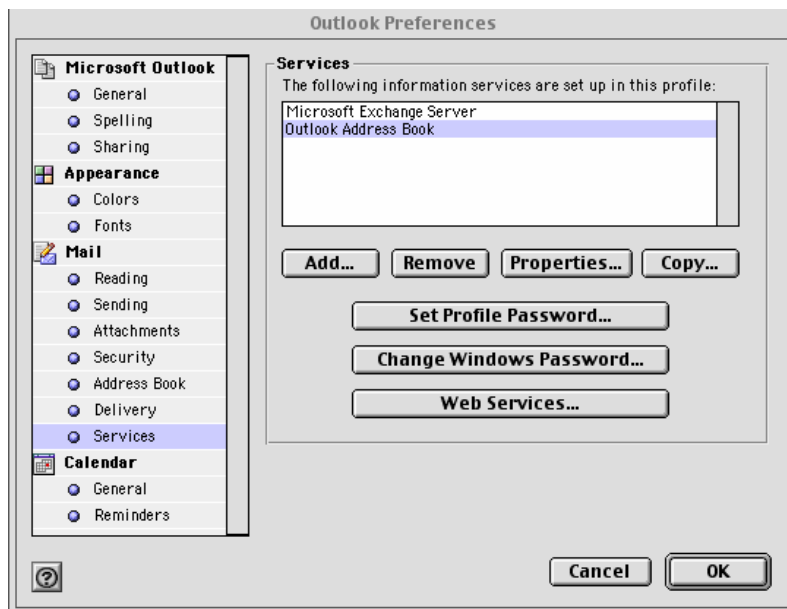 Outlook Preferences
Microsoft Outlook
General
Spelling
Sharing
Appearance
Colors
Fonts
Mail
Reading
Sending
Attachments
Security
Address Book
Delivery
Services
Calendar
General
Reminders
Services
The following information services are set up in this profile:
Microsoft Exchange Server
Outlook Address Book
Add... Remove Properties... Copy...
Set Profile Password...
Change Windows Password...
Web Services...
?
Cancel OK